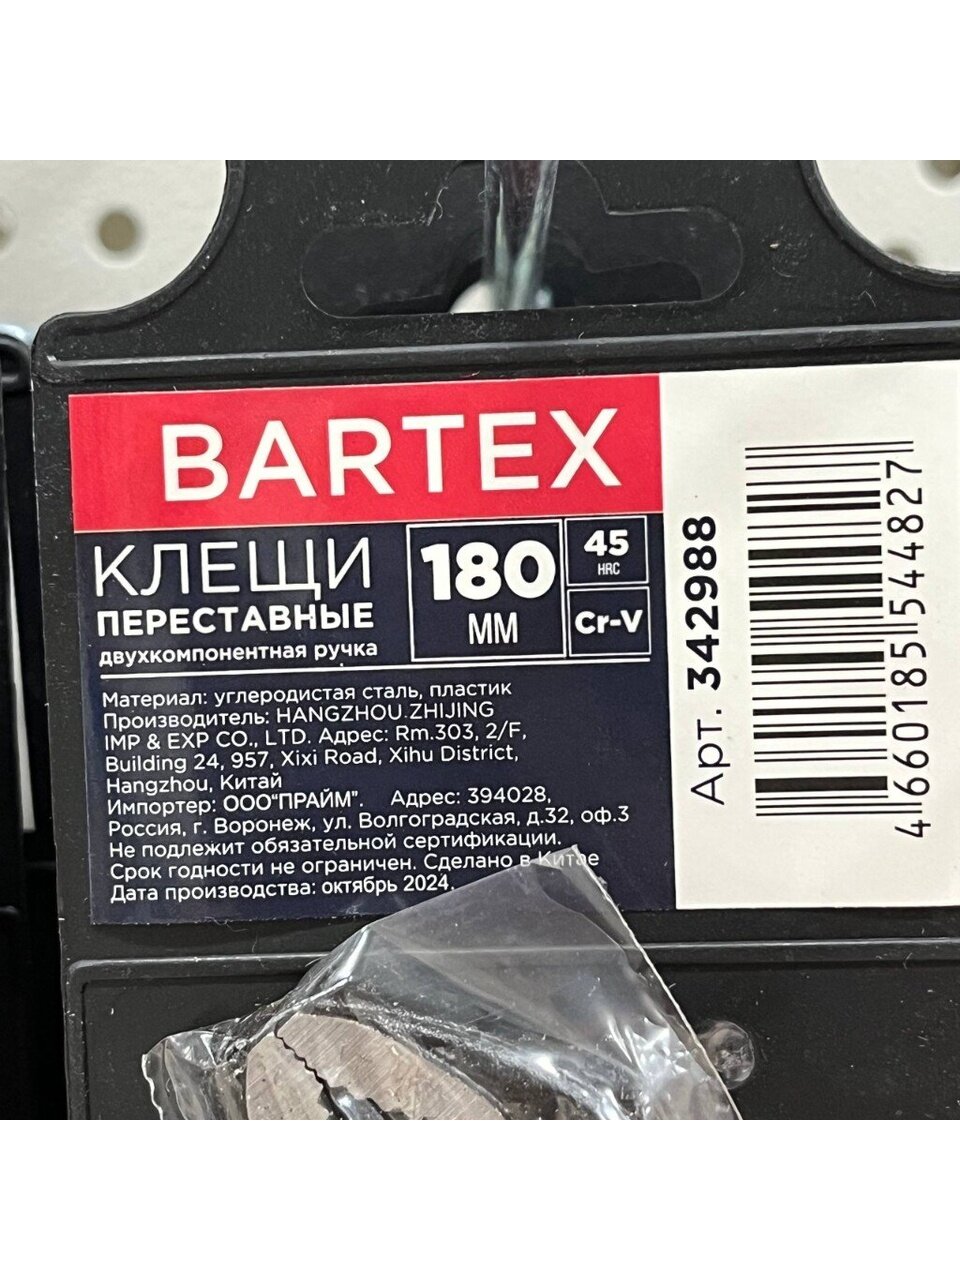 BARTEX
КЛЕЩИ
ПЕРЕСТАВНЫЕ
двухкомпонентная ручка
180
ММ
45
HRC
Cr-V
Материал: углеродистая сталь, пластик
Производитель: HANGZHOU ZHIJING
IMP & EXP CO., LTD. Адрес: Rm.303, 2/F,
Building 24, 957, Xixi Road, Xihu District,
Hangzhou, Китай
Импортер: ООО"ПРАЙМ". Адрес: 394028,
Россия, г. Воронеж, ул. Волгоградская, д.32, оф.3
Не подлежит обязательной сертификации.
Срок годности не ограничен. Сделано в Китае
Дата производства: октябрь 2024.
Арт. 342988
4660185544827